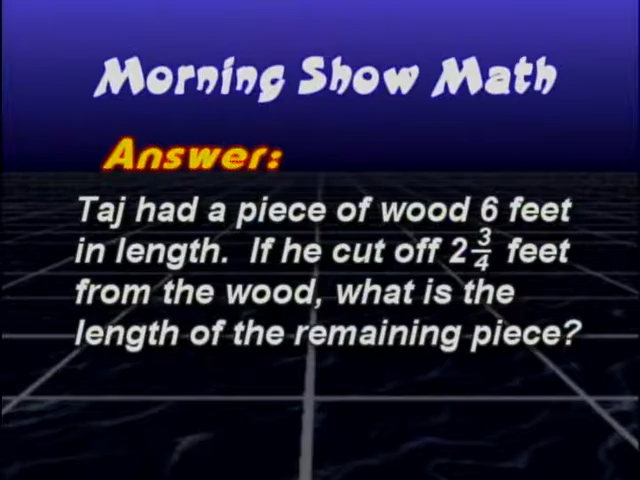 Morning Show Math
Answer:
Taj had a piece of wood 6 feet
in length. If he cut off 2 3/4 feet
from the wood, what is the
length of the remaining piece?